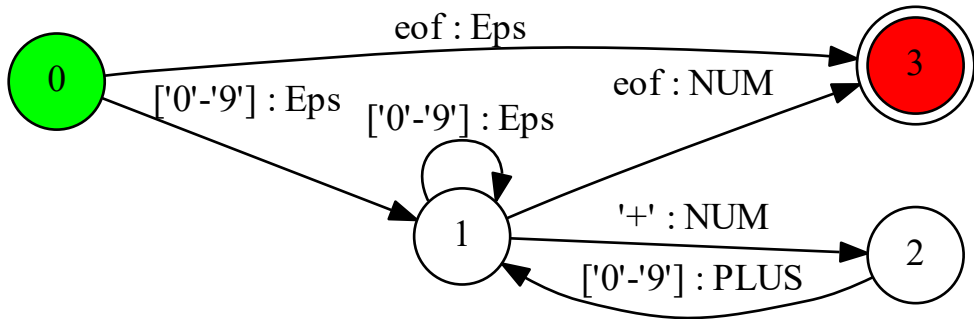 eof : Eps
0
3
['0'-'9'] : Eps
eof : NUM
['0'-'9'] : Eps
1
'+' : NUM
2
['0'-'9'] : PLUS